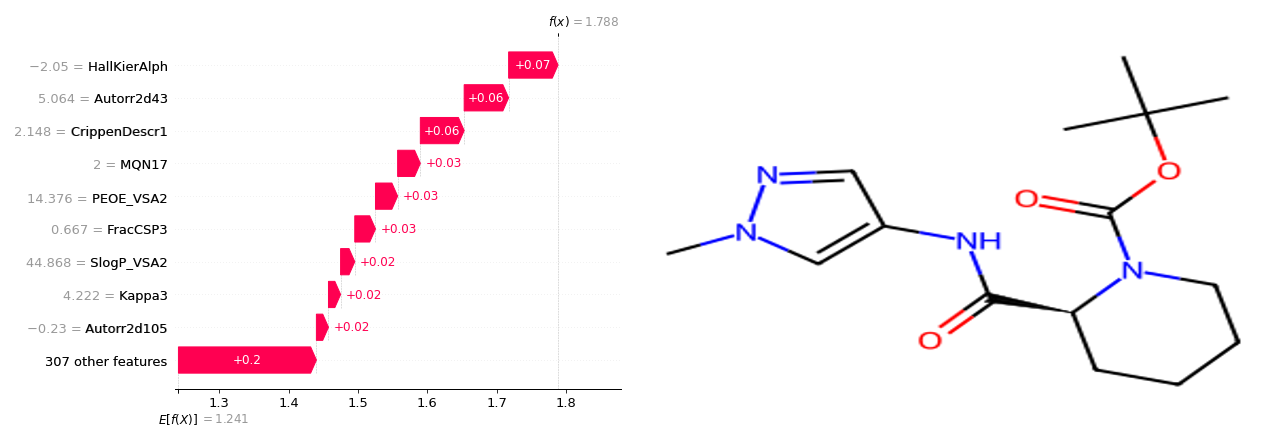 f(x) = 1.788
−2.05 = HallKierAlph
+0.07
5.064 = Autorr2d43
+0.06
2.148 = CrippenDescr1
+0.06
2 = MQN17
+0.03
14.376 = PEOE_VSA2
+0.03
0.667 = FracCSP3
+0.03
44.868 = SlogP_VSA2
+0.02
4.222 = Kappa3
+0.02
−0.23 = Autorr2d105
+0.02
307 other features
+0.2
1.3 1.4 1.5 1.6 1.7 1.8
E[f(X)] = 1.241
N
N
NH
O
O
O
N